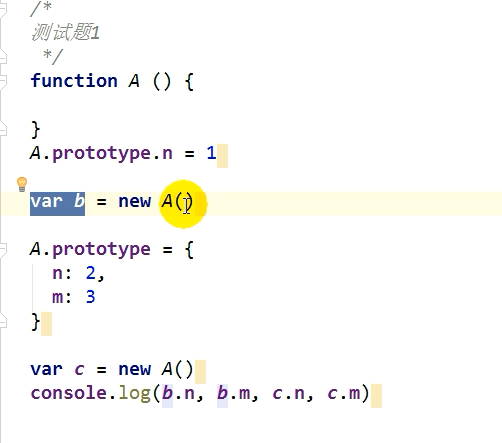 /*
测试题1
*/
function A () {
}
A.prototype.n = 1
var b = new A()
A.prototype = {
n: 2,
m: 3
}
var c = new A()
console.log(b.n, b.m, c.n, c.m)